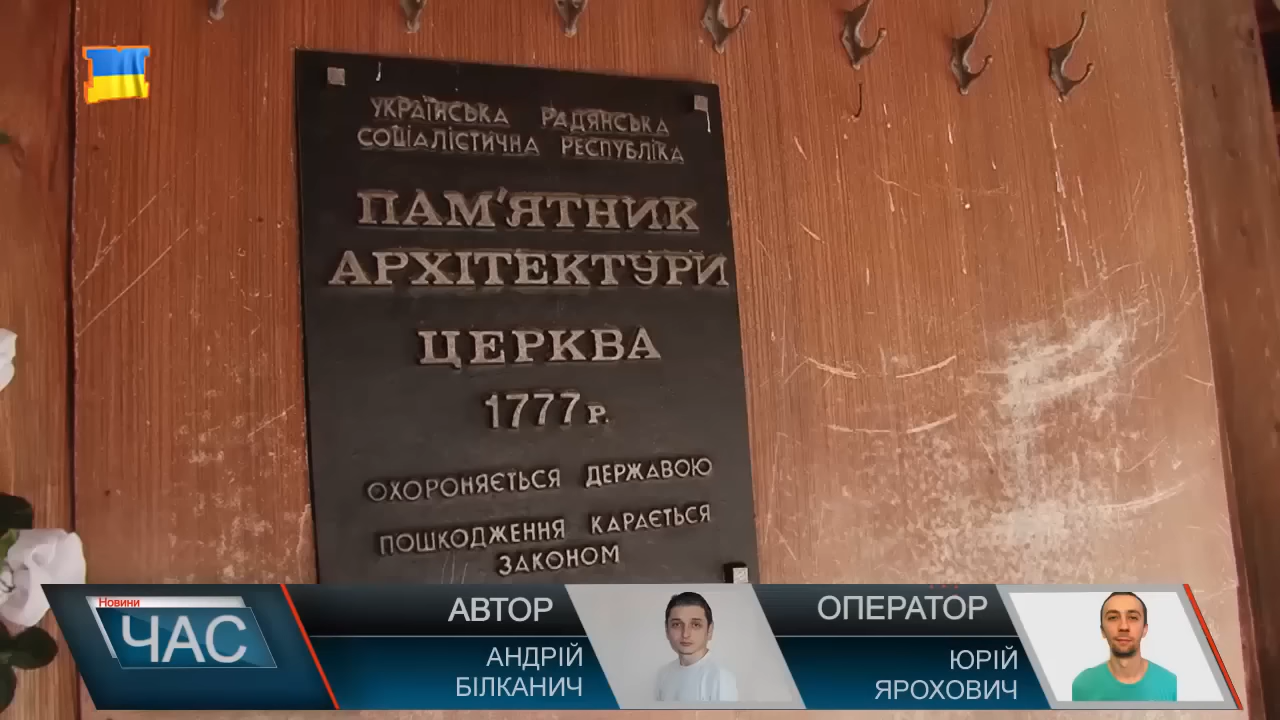 УКРАЇНСЬКА РАДЯНСЬКА
СОЦІАЛІСТИЧНА РЕСПУБЛІКА
ПАМ'ЯТНИК
АРХІТЕКТУРИ
ЦЕРКВА
1777 Р.
ОХОРОНЯЄТЬСЯ ДЕРЖАВОЮ
ПОШКОДЖЕННЯ КАРАЄТЬСЯ
ЗАКОНОМ
Новини
ЧАС
АВТОР
АНДРІЙ
БІЛКАНИЧ
ОПЕРАТОР
ЮРІЙ
ЯРОХОВИЧ